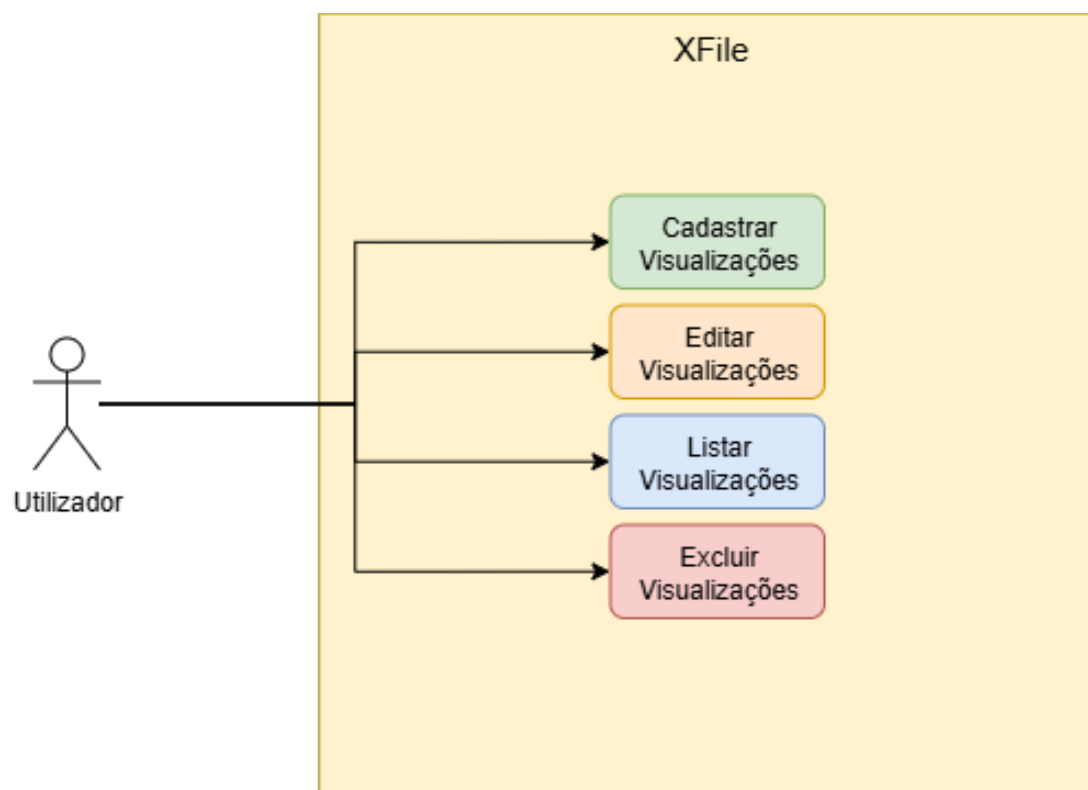 XFile
Cadastrar
Visualizações
Editar
Visualizações
Listar
Visualizações
Excluir
Visualizações
Utilizador